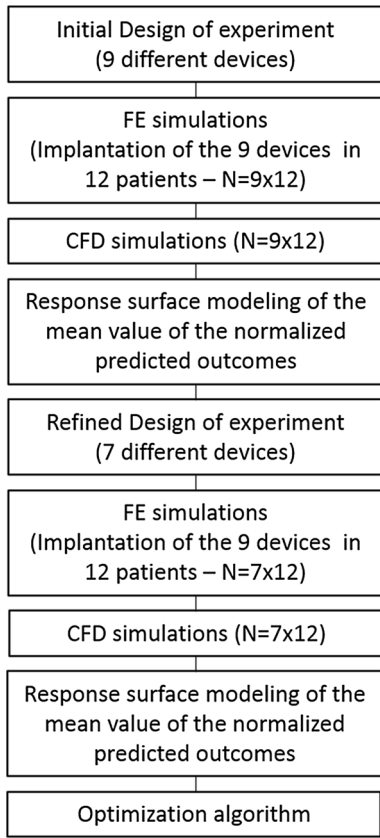 Initial Design of experiment
(9 different devices)
FE simulations
(Implantation of the 9 devices in
12 patients – N=9x12)
CFD simulations (N=9x12)
Response surface modeling of the
mean value of the normalized
predicted outcomes
Refined Design of experiment
(7 different devices)
FE simulations
(Implantation of the 9 devices in
12 patients – N=7x12)
CFD simulations (N=7x12)
Response surface modeling of the
mean value of the normalized
predicted outcomes
Optimization algorithm